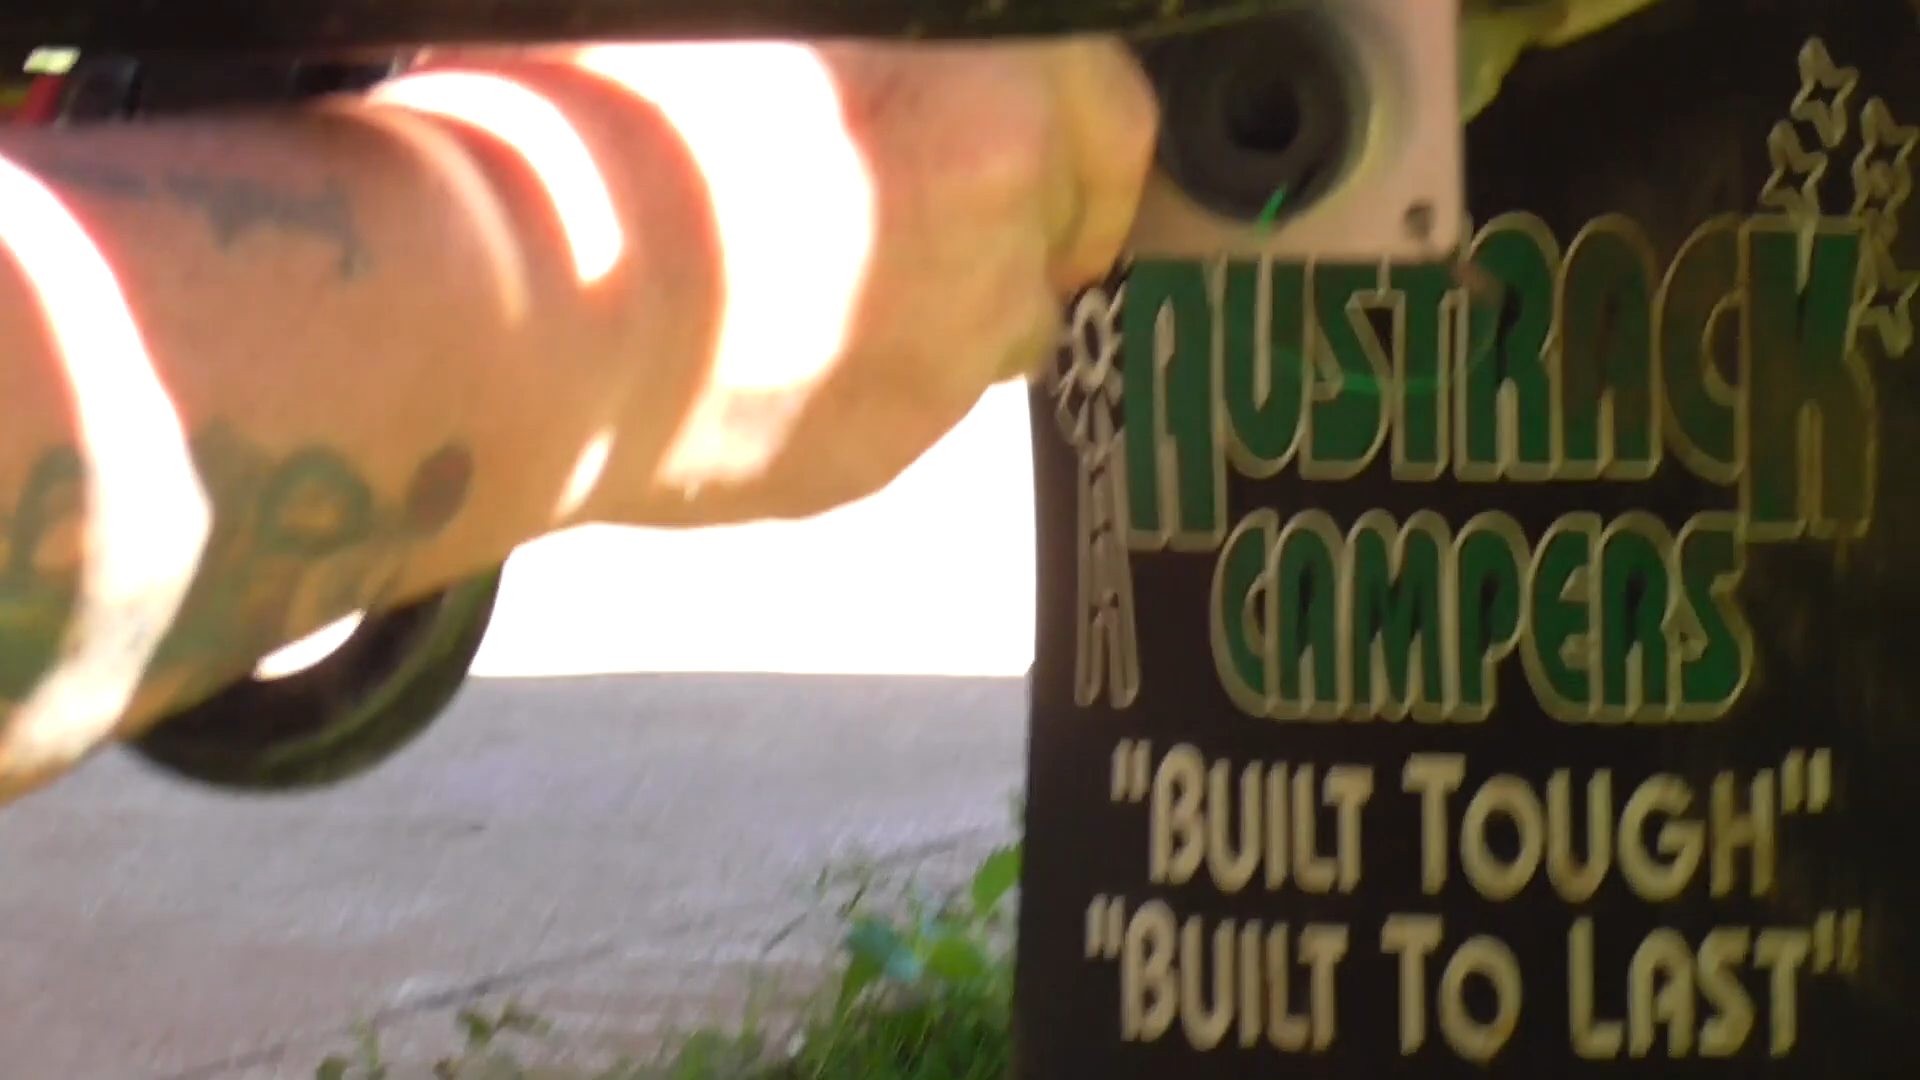 AUSTRACK
CAMPERS
"BUILT TOUGH"
"BUILT TO LAST"